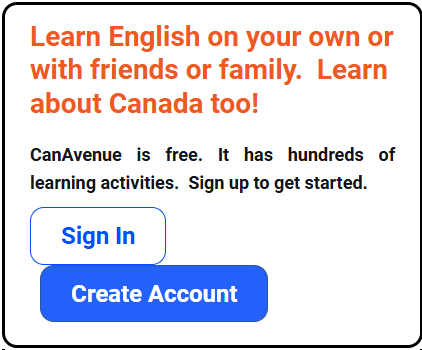 Learn English on your own or
with friends or family.  Learn
about Canada too!
CanAvenue is free. It has hundreds of
learning activities.  Sign up to get started.
Sign In
Create Account